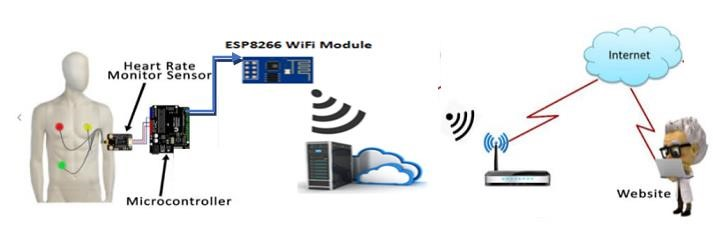 ESP8266 WiFi Module
Heart Rate
Monitor Sensor
Microcontroller
Internet
Website